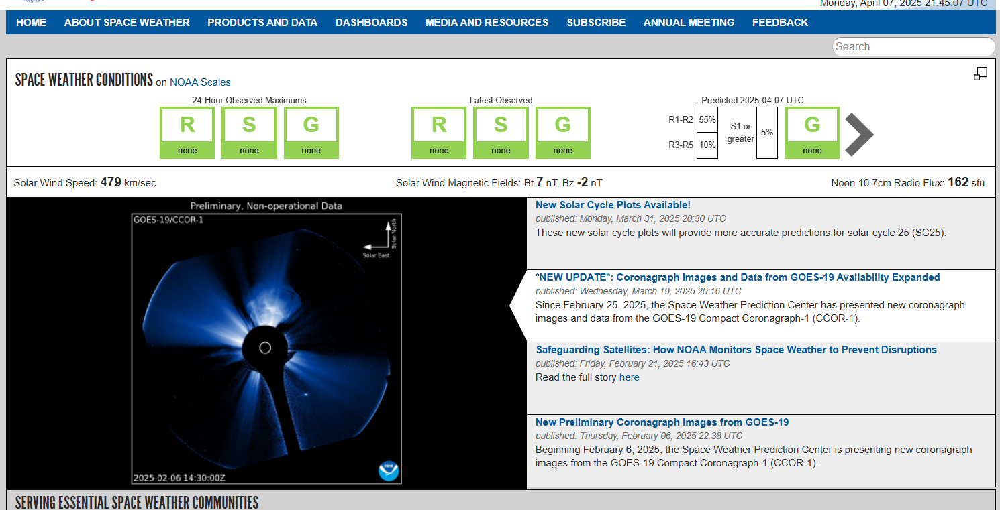 Monday, April 07, 2025 21:45:07 UTC
HOME ABOUT SPACE WEATHER PRODUCTS AND DATA DASHBOARDS MEDIA AND RESOURCES SUBSCRIBE ANNUAL MEETING FEEDBACK
Search
SPACE WEATHER CONDITIONS on NOAA Scales
24-Hour Observed Maximums
R S G
none none none
Latest Observed
R S G
none none none
Predicted 2025-04-07 UTC
R1-R2 55%
R3-R5 10%
S1 or
greater
5%
G
none
Solar Wind Speed: 479 km/sec
Solar Wind Magnetic Fields: Bt 7 nT, Bz -2 nT
Noon 10.7cm Radio Flux: 162 sfu
Preliminary, Non-operational Data
GOES-19/CCOR-1
Solar North
Solar East
2025-02-06 14:30:00Z
New Solar Cycle Plots Available!
published: Monday, March 31, 2025 20:30 UTC
These new solar cycle plots will provide more accurate predictions for solar cycle 25 (SC25).
*NEW UPDATE*: Coronagraph Images and Data from GOES-19 Availability Expanded
published: Wednesday, March 19, 2025 20:16 UTC
Since February 25, 2025, the Space Weather Prediction Center has presented new coronagraph
images and data from the GOES-19 Compact Coronagraph-1 (CCOR-1).
Safeguarding Satellites: How NOAA Monitors Space Weather to Prevent Disruptions
published: Friday, February 21, 2025 16:43 UTC
Read the full story here
New Preliminary Coronagraph Images from GOES-19
published: Thursday, February 06, 2025 22:38 UTC
Beginning February 6, 2025, the Space Weather Prediction Center is presenting new coronagraph
images from the GOES-19 Compact Coronagraph-1 (CCOR-1).
SERVING ESSENTIAL SPACE WEATHER COMMUNITIES